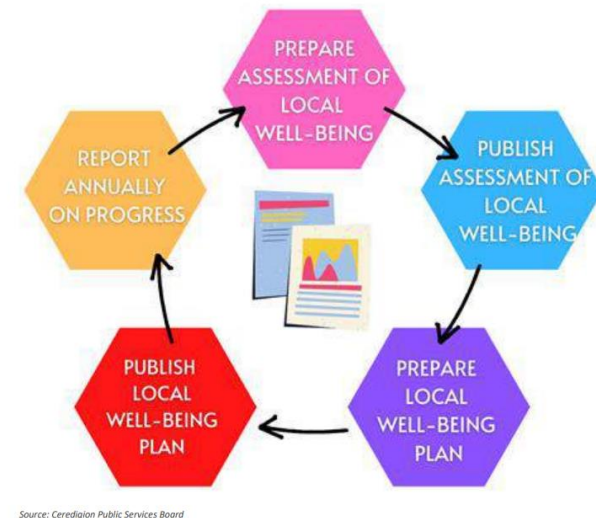 PREPARE
ASSESSMENT OF
LOCAL
WELL-BEING
PUBLISH
ASSESSMENT OF
LOCAL
WELL-BEING
PREPARE
LOCAL
WELL-BEING
PLAN
PUBLISH
LOCAL
WELL-BEING
PLAN
REPORT
ANNUALLY
ON PROGRESS
Source: Ceredigion Public Services Board